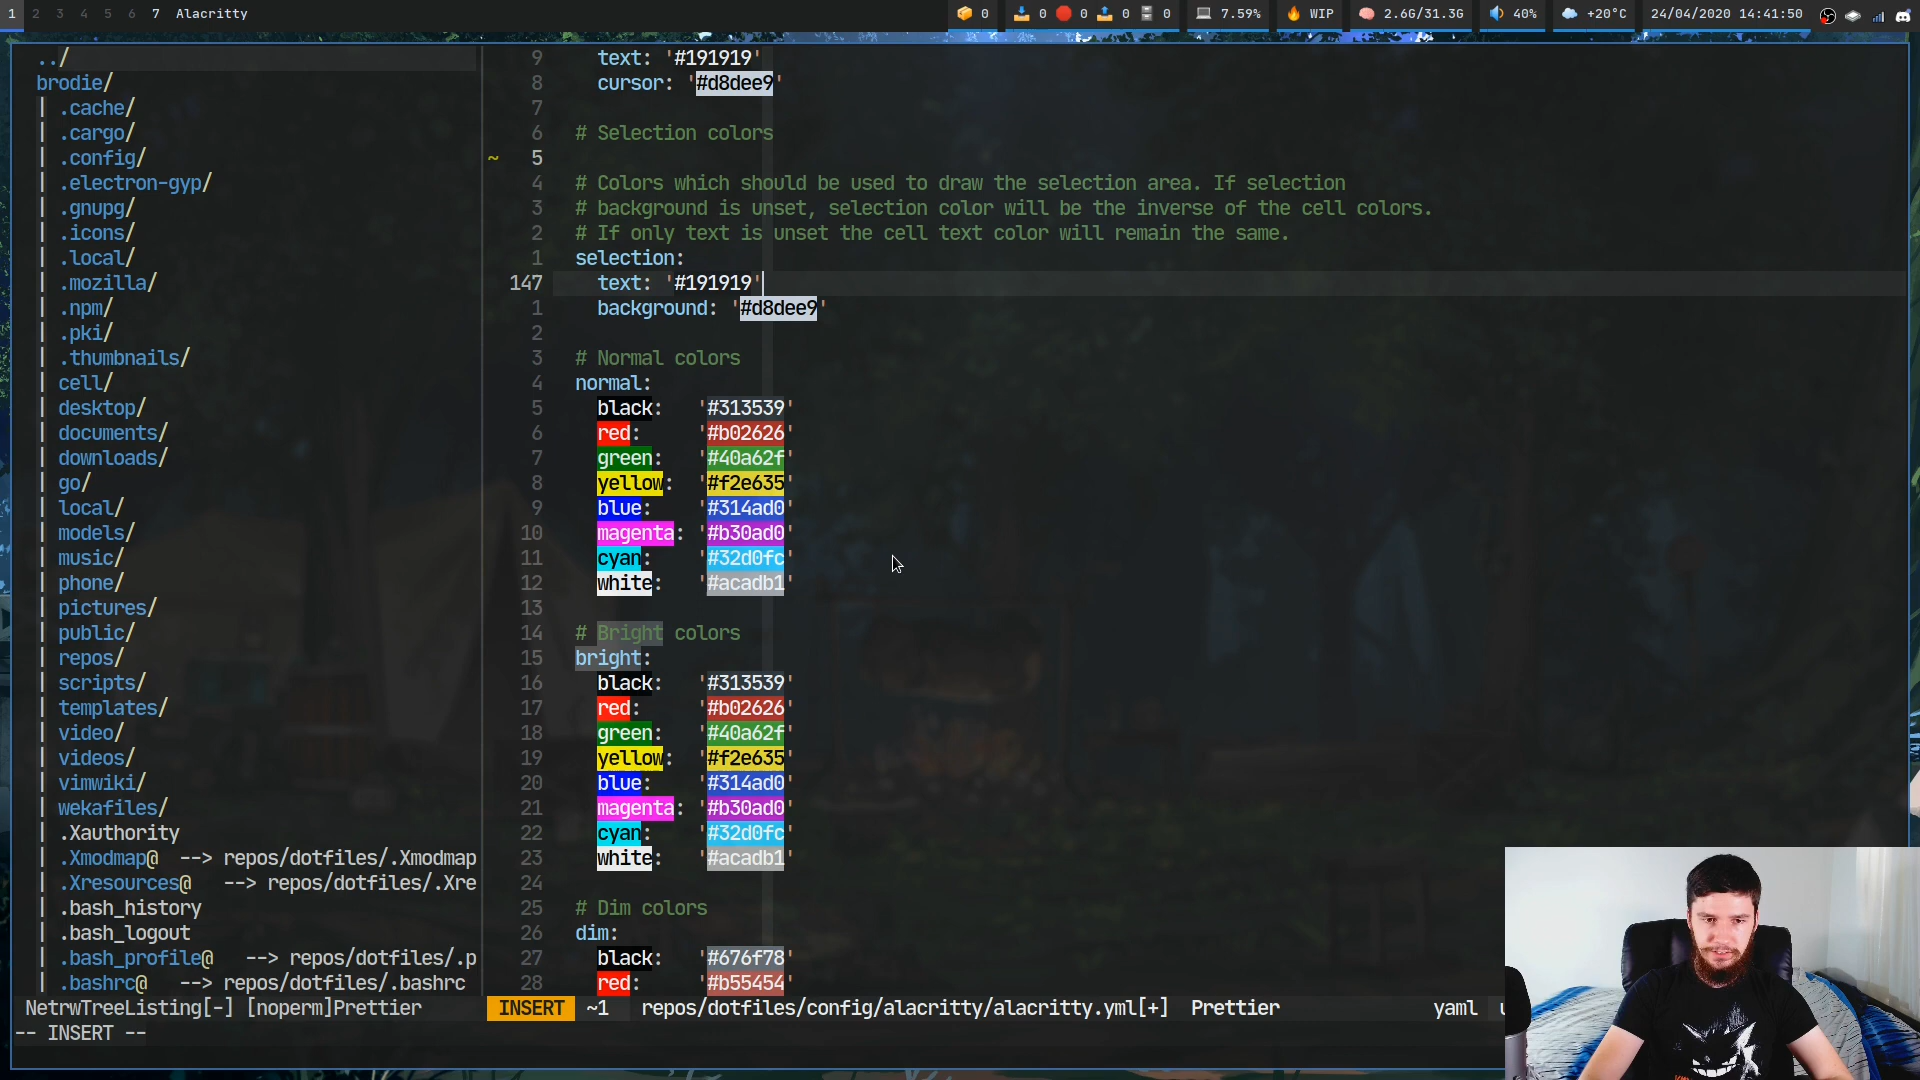 1 2 3 4 5 6 7 Alacritty 0 0 0 0 0 7.59% WIP 2.6G/31.3G 40% +20°C 24/04/2020 14:41:50
../
brodie/
| .cache/
| .cargo/
| .config/
| .electron-gyp/
| .gnupg/
| .icons/
| .local/
| .mozilla/
| .npm/
| .pki/
| .thumbnails/
| cell/
| desktop/
| documents/
| downloads/
| go/
| local/
| models/
| music/
| phone/
| pictures/
| public/
| repos/
| scripts/
| templates/
| video/
| videos/
| vimwiki/
| wekafiles/
| .Xauthority
| .Xmodmap@ --> repos/dotfiles/.Xmodmap
| .Xresources@ --> repos/dotfiles/.Xre
| .bash_history
| .bash_logout
| .bash_profile@ --> repos/dotfiles/.p
| .bashrc@ --> repos/dotfiles/.bashrc
NetrwTreeListing[-] [noperm]Prettier
9 text: '#191919'
8 cursor: '#d8dee9'
7
6 # Selection colors
~ 5
4 # Colors which should be used to draw the selection area. If selection
3 # background is unset, selection color will be the inverse of the cell colors.
2 # If only text is unset the cell text color will remain the same.
1 selection:
147 text: '#191919'
1 background: '#d8dee9'
2
3 # Normal colors
4 normal:
5 black: '#313539'
6 red: '#b02626'
7 green: '#40a62f'
8 yellow: '#f2e635'
9 blue: '#314ad0'
10 magenta: '#b30ad0'
11 cyan: '#32d0fc'
12 white: '#acadb1'
13
14 # Bright colors
15 bright:
16 black: '#313539'
17 red: '#b02626'
18 green: '#40a62f'
19 yellow: '#f2e635'
20 blue: '#314ad0'
21 magenta: '#b30ad0'
22 cyan: '#32d0fc'
23 white: '#acadb1'
24
25 # Dim colors
26 dim:
27 black: '#676f78'
28 red: '#b55454'
INSERT ~1 repos/dotfiles/config/alacritty/alacritty.yml[+] Prettier yaml
-- INSERT --